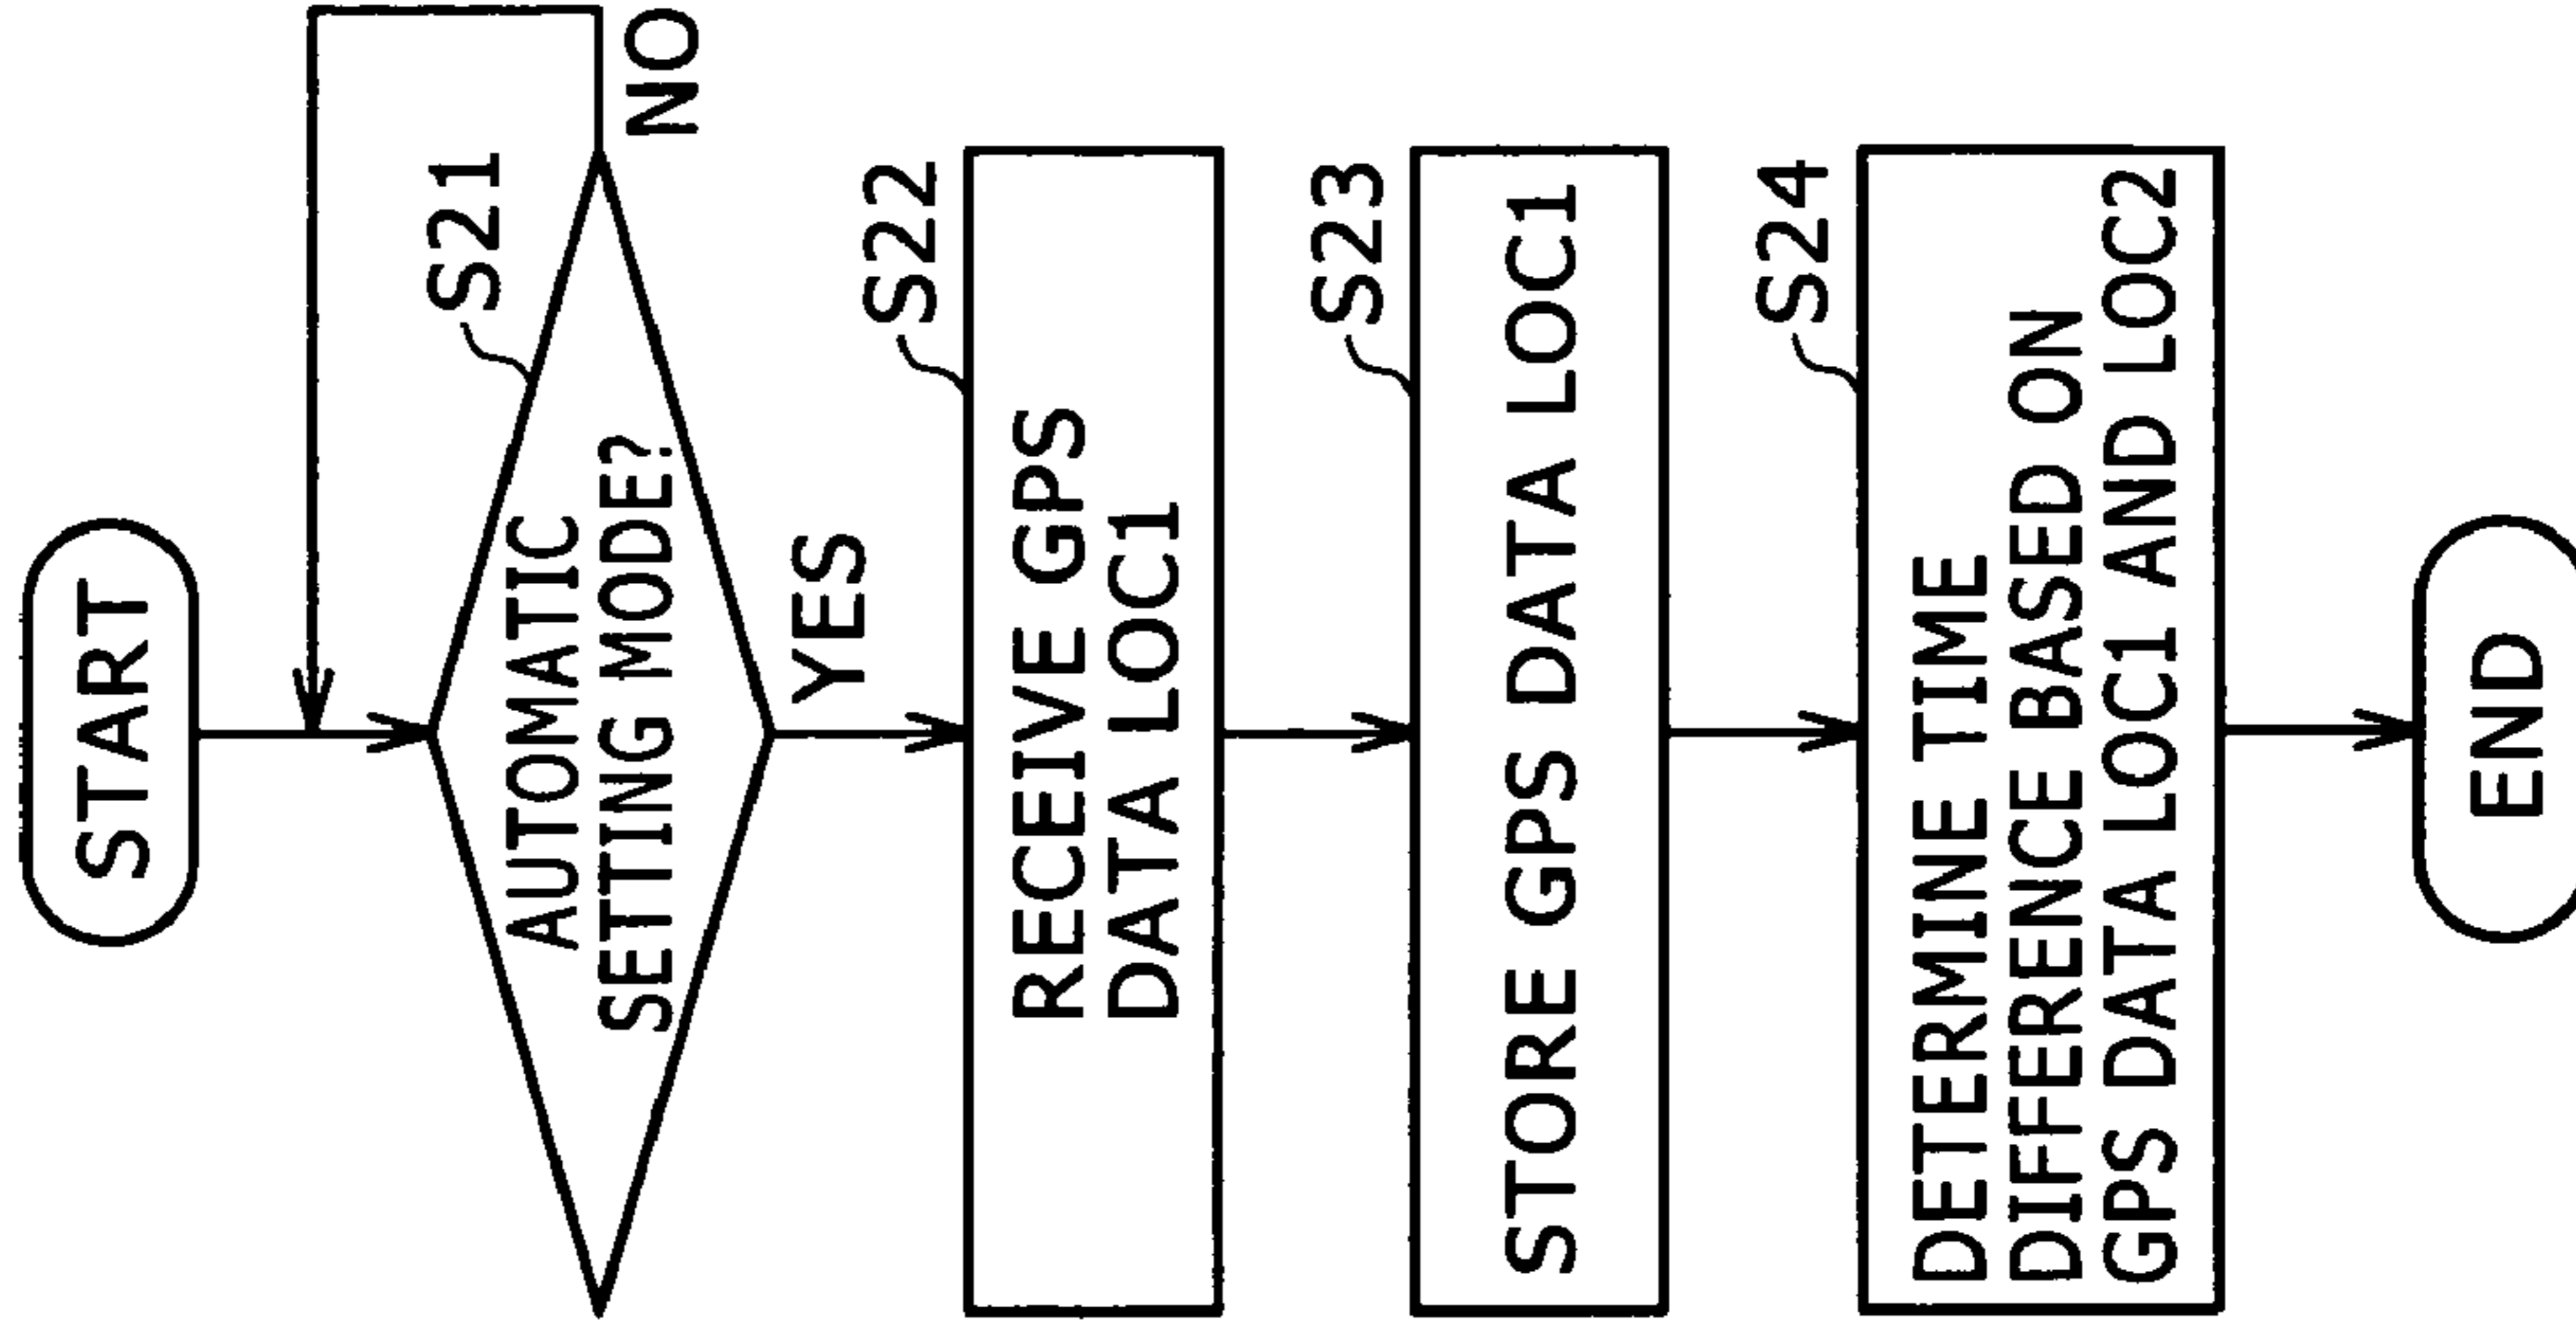 START
S21
AUTOMATIC
SETTING MODE?
NO
YES
S22
RECEIVE GPS
DATA LOC1
S23
STORE GPS DATA LOC1
S24
DETERMINE TIME
DIFFERENCE BASED ON
GPS DATA LOC1 AND LOC2
END